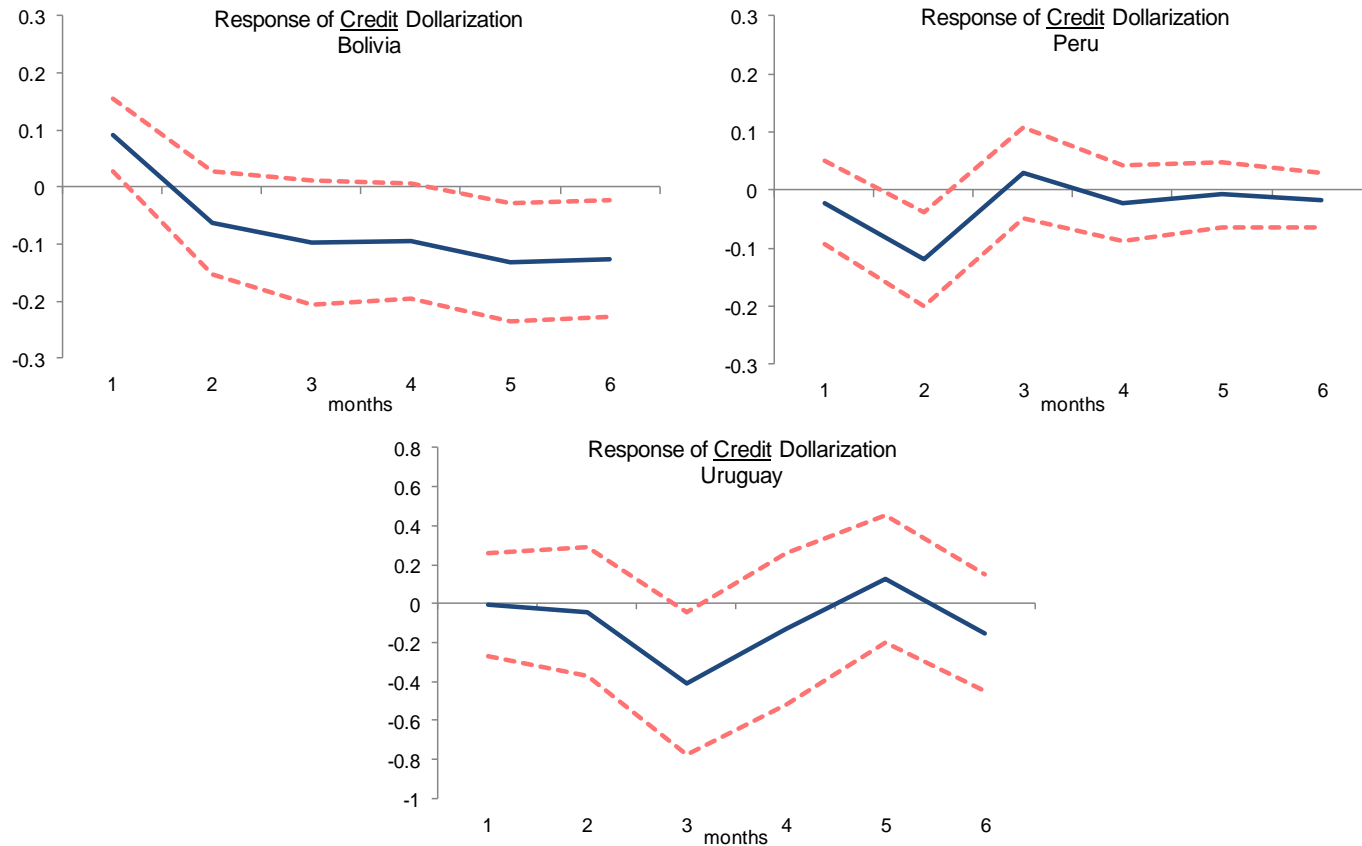 Response of Credit Dollarization
Bolivia
0.3
0.2
0.1
0
-0.1
-0.2
-0.3
1 2 3 4 5 6
months
Response of Credit Dollarization
Peru
0.3
0.2
0.1
0
-0.1
-0.2
-0.3
1 2 3 4 5 6
months
Response of Credit Dollarization
Uruguay
0.8
0.6
0.4
0.2
0
-0.2
-0.4
-0.6
-0.8
-1
1 2 3 4 5 6
months